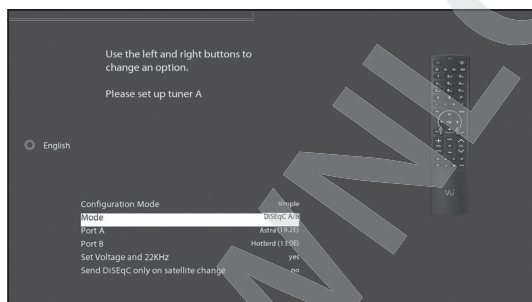 Use the left and right buttons to
change an option.
Please set up tuner A
English
Configuration Mode simple
Mode DiSEqC A/B
Port A Astra (19.2E)
Port B Hotbird (13.0E)
Set Voltage and 22KHz yes
Send DiSEqC only on satellite change no
Vu+